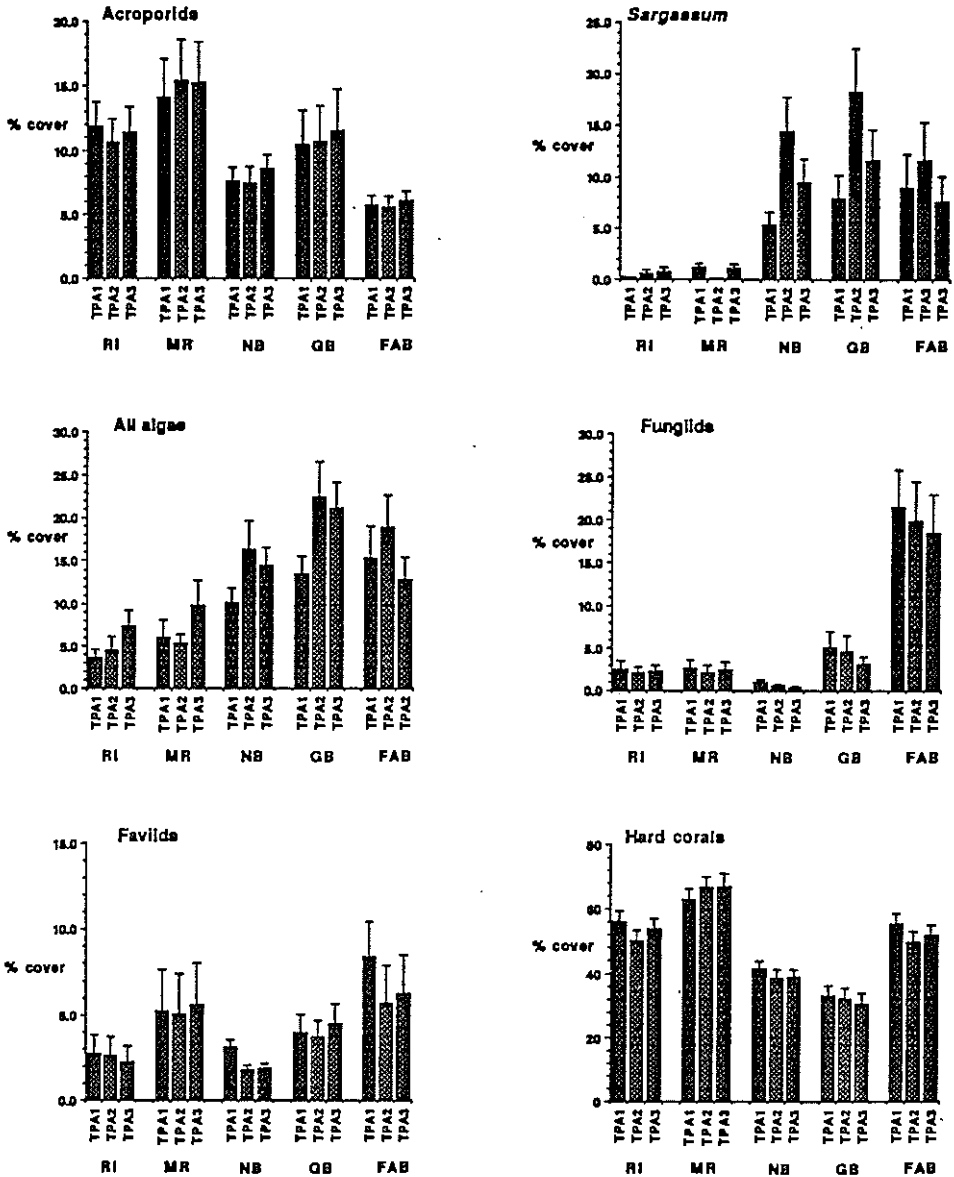 Acroporids
20.0
15.0
% cover
10.0
5.0
0.0
TPA1 TPA2 TPA3 TPA1 TPA2 TPA3 TPA1 TPA2 TPA3 TPA1 TPA2 TPA3 TPA1 TPA2 TPA3
RI MR NB GB FAB
Sargassum
25.0
20.0
15.0
% cover
10.0
5.0
0.0
TPA1 TPA2 TPA3 TPA1 TPA2 TPA3 TPA1 TPA2 TPA3 TPA1 TPA2 TPA3 TPA1 TPA2 TPA3
RI MR NB GB FAB
All algae
30.0
25.0
20.0
% cover
15.0
10.0
5.0
0.0
TPA1 TPA2 TPA3 TPA1 TPA2 TPA3 TPA1 TPA2 TPA3 TPA1 TPA2 TPA3 TPA1 TPA2 TPA3
RI MR NB GB FAB
Fungiids
30.0
25.0
20.0
% cover
15.0
10.0
5.0
0.0
TPA1 TPA2 TPA3 TPA1 TPA2 TPA3 TPA1 TPA2 TPA3 TPA1 TPA2 TPA3 TPA1 TPA2 TPA3
RI MR NB GB FAB
Faviids
15.0
10.0
% cover
5.0
0.0
TPA1 TPA2 TPA3 TPA1 TPA2 TPA3 TPA1 TPA2 TPA3 TPA1 TPA2 TPA3 TPA1 TPA2 TPA3
RI MR NB GB FAB
Hard corals
80
60
% cover
40
20
0
TPA1 TPA2 TPA3 TPA1 TPA2 TPA3 TPA1 TPA2 TPA3 TPA1 TPA2 TPA3 TPA1 TPA2 TPA3
RI MR NB GB FAB